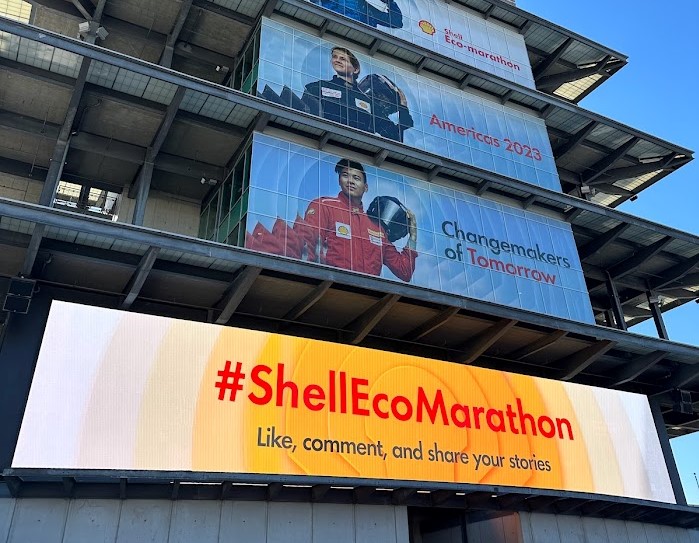 Shell
Eco-marathon
Americas 2023
Changemakers
of Tomorrow
#ShellEcoMarathon
Like, comment, and share your stories